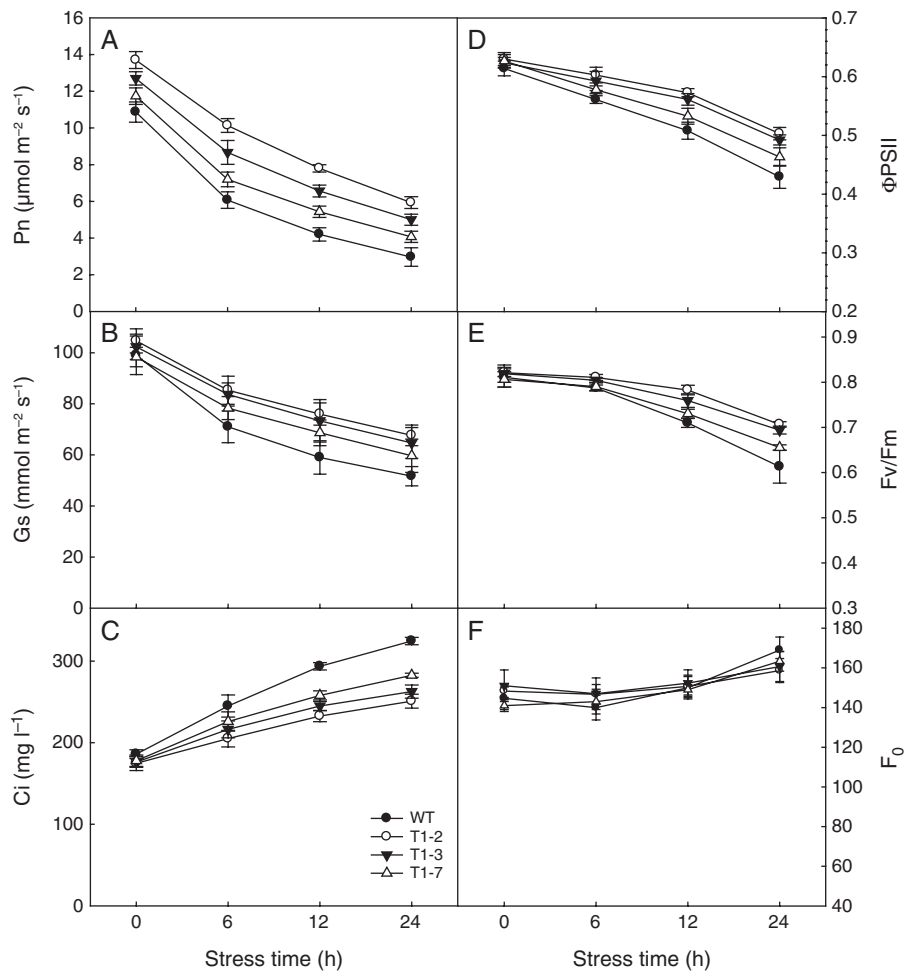 A
16
14
12
10
8
6
4
2
0
Pn (μmol m⁻² s⁻¹)
D
0.7
0.6
0.5
0.4
0.3
0.2
ΦPSII
B
100
80
60
40
20
0
Gs (mmol m⁻² s⁻¹)
E
0.9
0.8
0.7
0.6
0.5
0.4
0.3
Fv/Fm
C
300
200
100
0
Ci (mg l⁻¹)
WT
T1-2
T1-3
T1-7
F
180
160
140
120
100
80
60
40
F₀
0 6 12 24
Stress time (h)
0 6 12 24
Stress time (h)